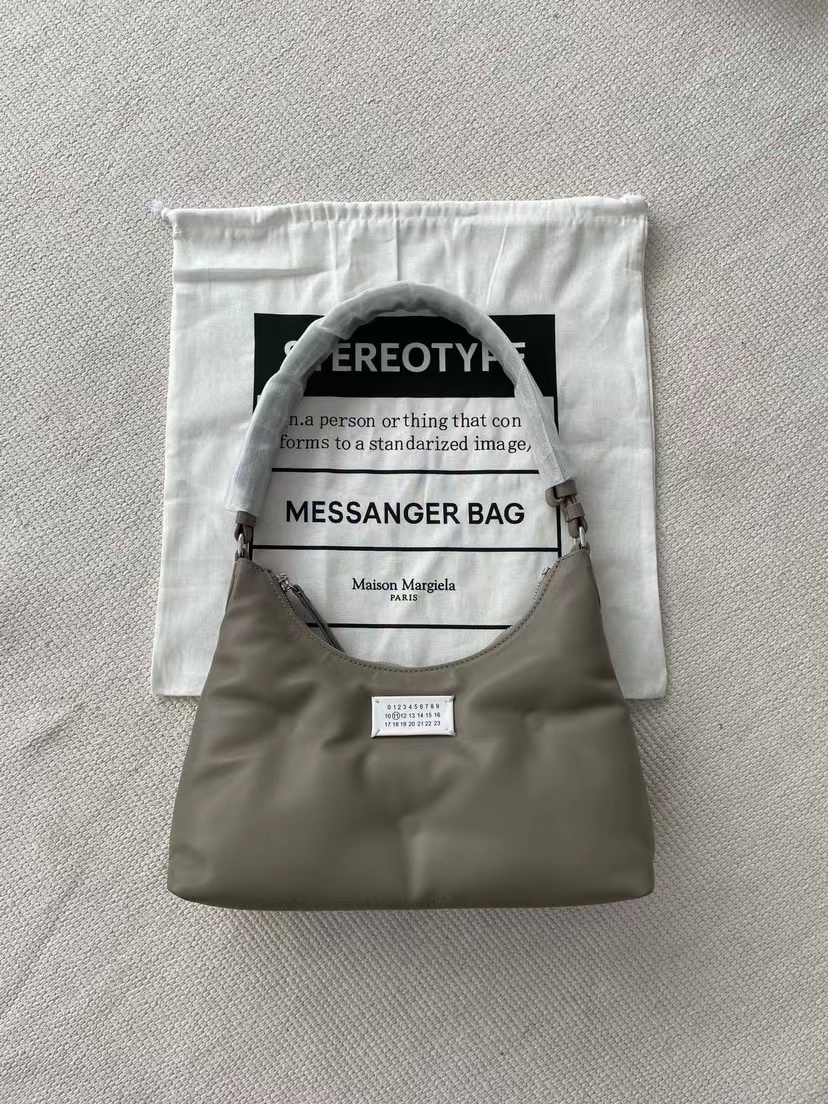 STEREOTYPE
n.a person or thing that con
forms to a standarized image,
MESSANGER BAG
Maison Margiela
PARIS
0 1 2 3 4 5 6 7 8 9
10 11 12 13 14 15 16
17 18 19 20 21 22 23